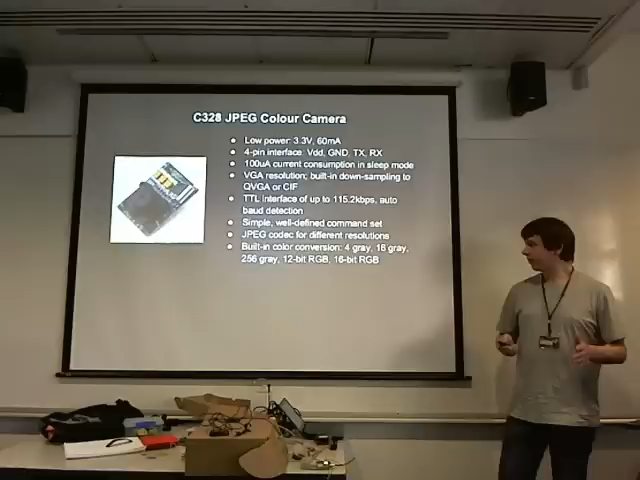 C328 JPEG Colour Camera
Low power: 3.3V, 60mA
4-pin interface: Vdd, GND, TX, RX
100uA current consumption in sleep mode
VGA resolution; built-in down-sampling to
QVGA or CIF
TTL Interface of up to 115.2kbps, auto
baud detection
Simple, well-defined command set
JPEG codec for different resolutions
Built-in color conversion: 4 gray, 16 gray,
256 gray, 12-bit RGB, 16-bit RGB